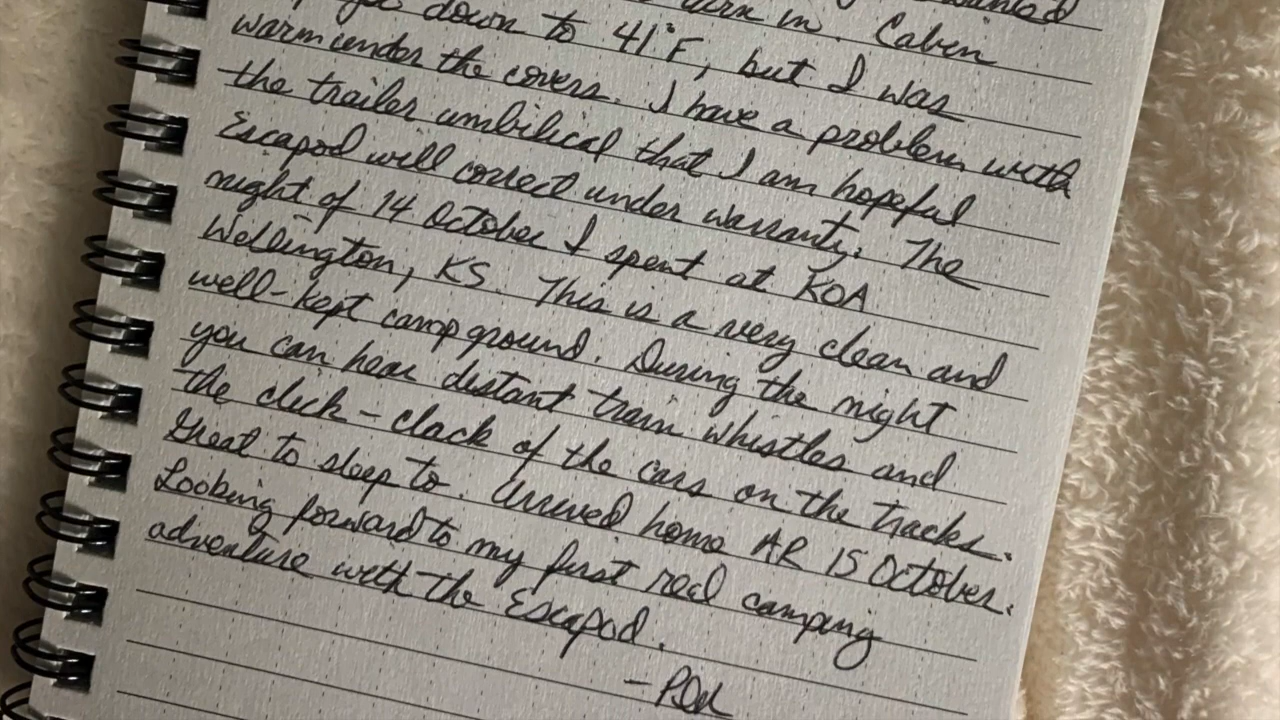 turn in. Cabin
down to 41°F, but I was
warm under the covers. I have a problem with
the trailer umbilical that I am hopeful
Escapod will correct under warranty. The
night of 14 October I spent at KOA
Wellington, KS. This is a very clean and
well-kept campground. During the night
you can hear distant train whistles and
the click-clack of the cars on the tracks.
Great to sleep to. Arrived home AR 15 October.
Looking forward to my first real camping
adventure with the Escapod.